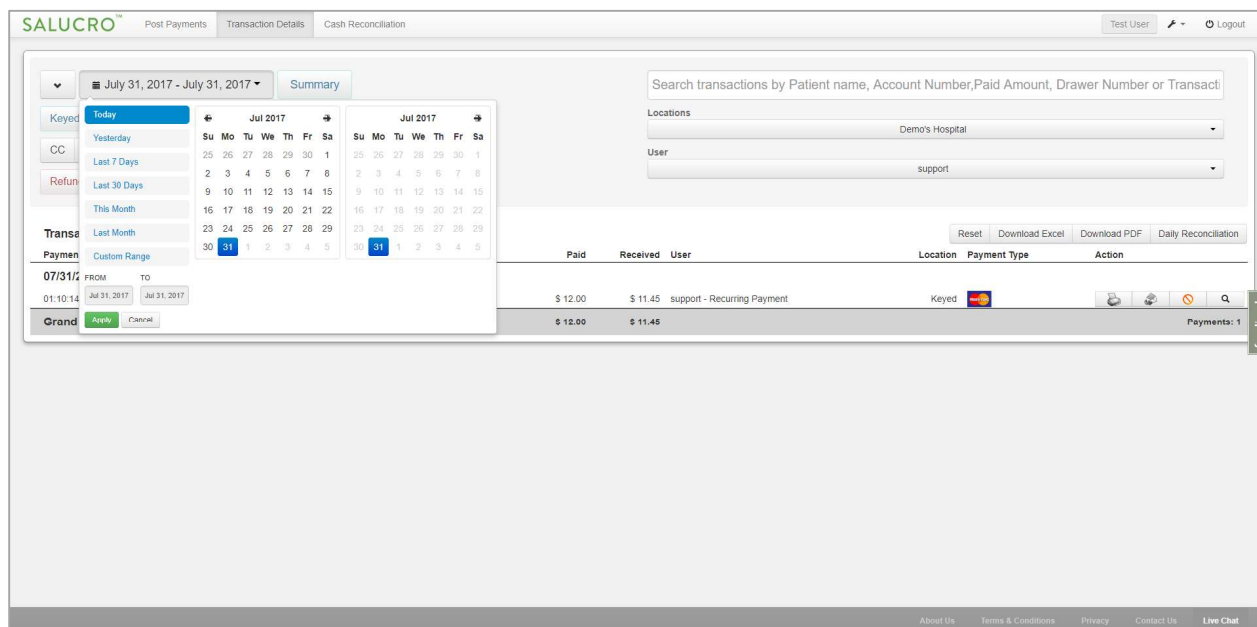 SALUCRO™ Post Payments Transaction Details Cash Reconciliation Test User Logout
July 31, 2017 - July 31, 2017 Summary
Search transactions by Patient name, Account Number,Paid Amount, Drawer Number or Transacti
Keyed
CC
Refun
Today
Yesterday
Last 7 Days
Last 30 Days
This Month
Last Month
Custom Range
FROM TO
Jul 31, 2017 Jul 31, 2017
Apply Cancel
Jul 2017
Su Mo Tu We Th Fr Sa
25 26 27 28 29 30 1
2 3 4 5 6 7 8
9 10 11 12 13 14 15
16 17 18 19 20 21 22
23 24 25 26 27 28 29
30 31 1 2 3 4 5
Jul 2017
Su Mo Tu We Th Fr Sa
25 26 27 28 29 30 1
2 3 4 5 6 7 8
9 10 11 12 13 14 15
16 17 18 19 20 21 22
23 24 25 26 27 28 29
30 31 1 2 3 4 5
Locations
Demo's Hospital
User
support
Transa Reset Download Excel Download PDF Daily Reconciliation
Paymen Paid Received User Location Payment Type Action
07/31/2
01:10:14 $ 12.00 $ 11.45 support - Recurring Payment Keyed
Grand $ 12.00 $ 11.45 Payments: 1
About Us Terms & Conditions Privacy Contact Us Live Chat